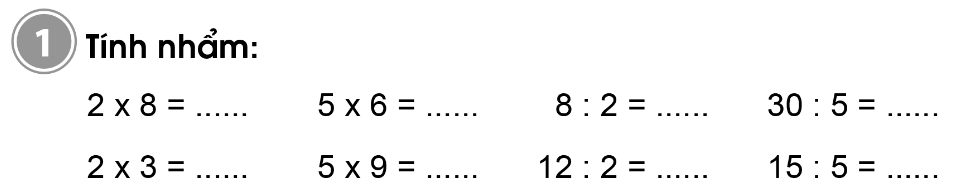 1 Tính nhẩm:
2 x 8 = ...... 5 x 6 = ...... 8 : 2 = ...... 30 : 5 = ......
2 x 3 = ...... 5 x 9 = ...... 12 : 2 = ...... 15 : 5 = ......